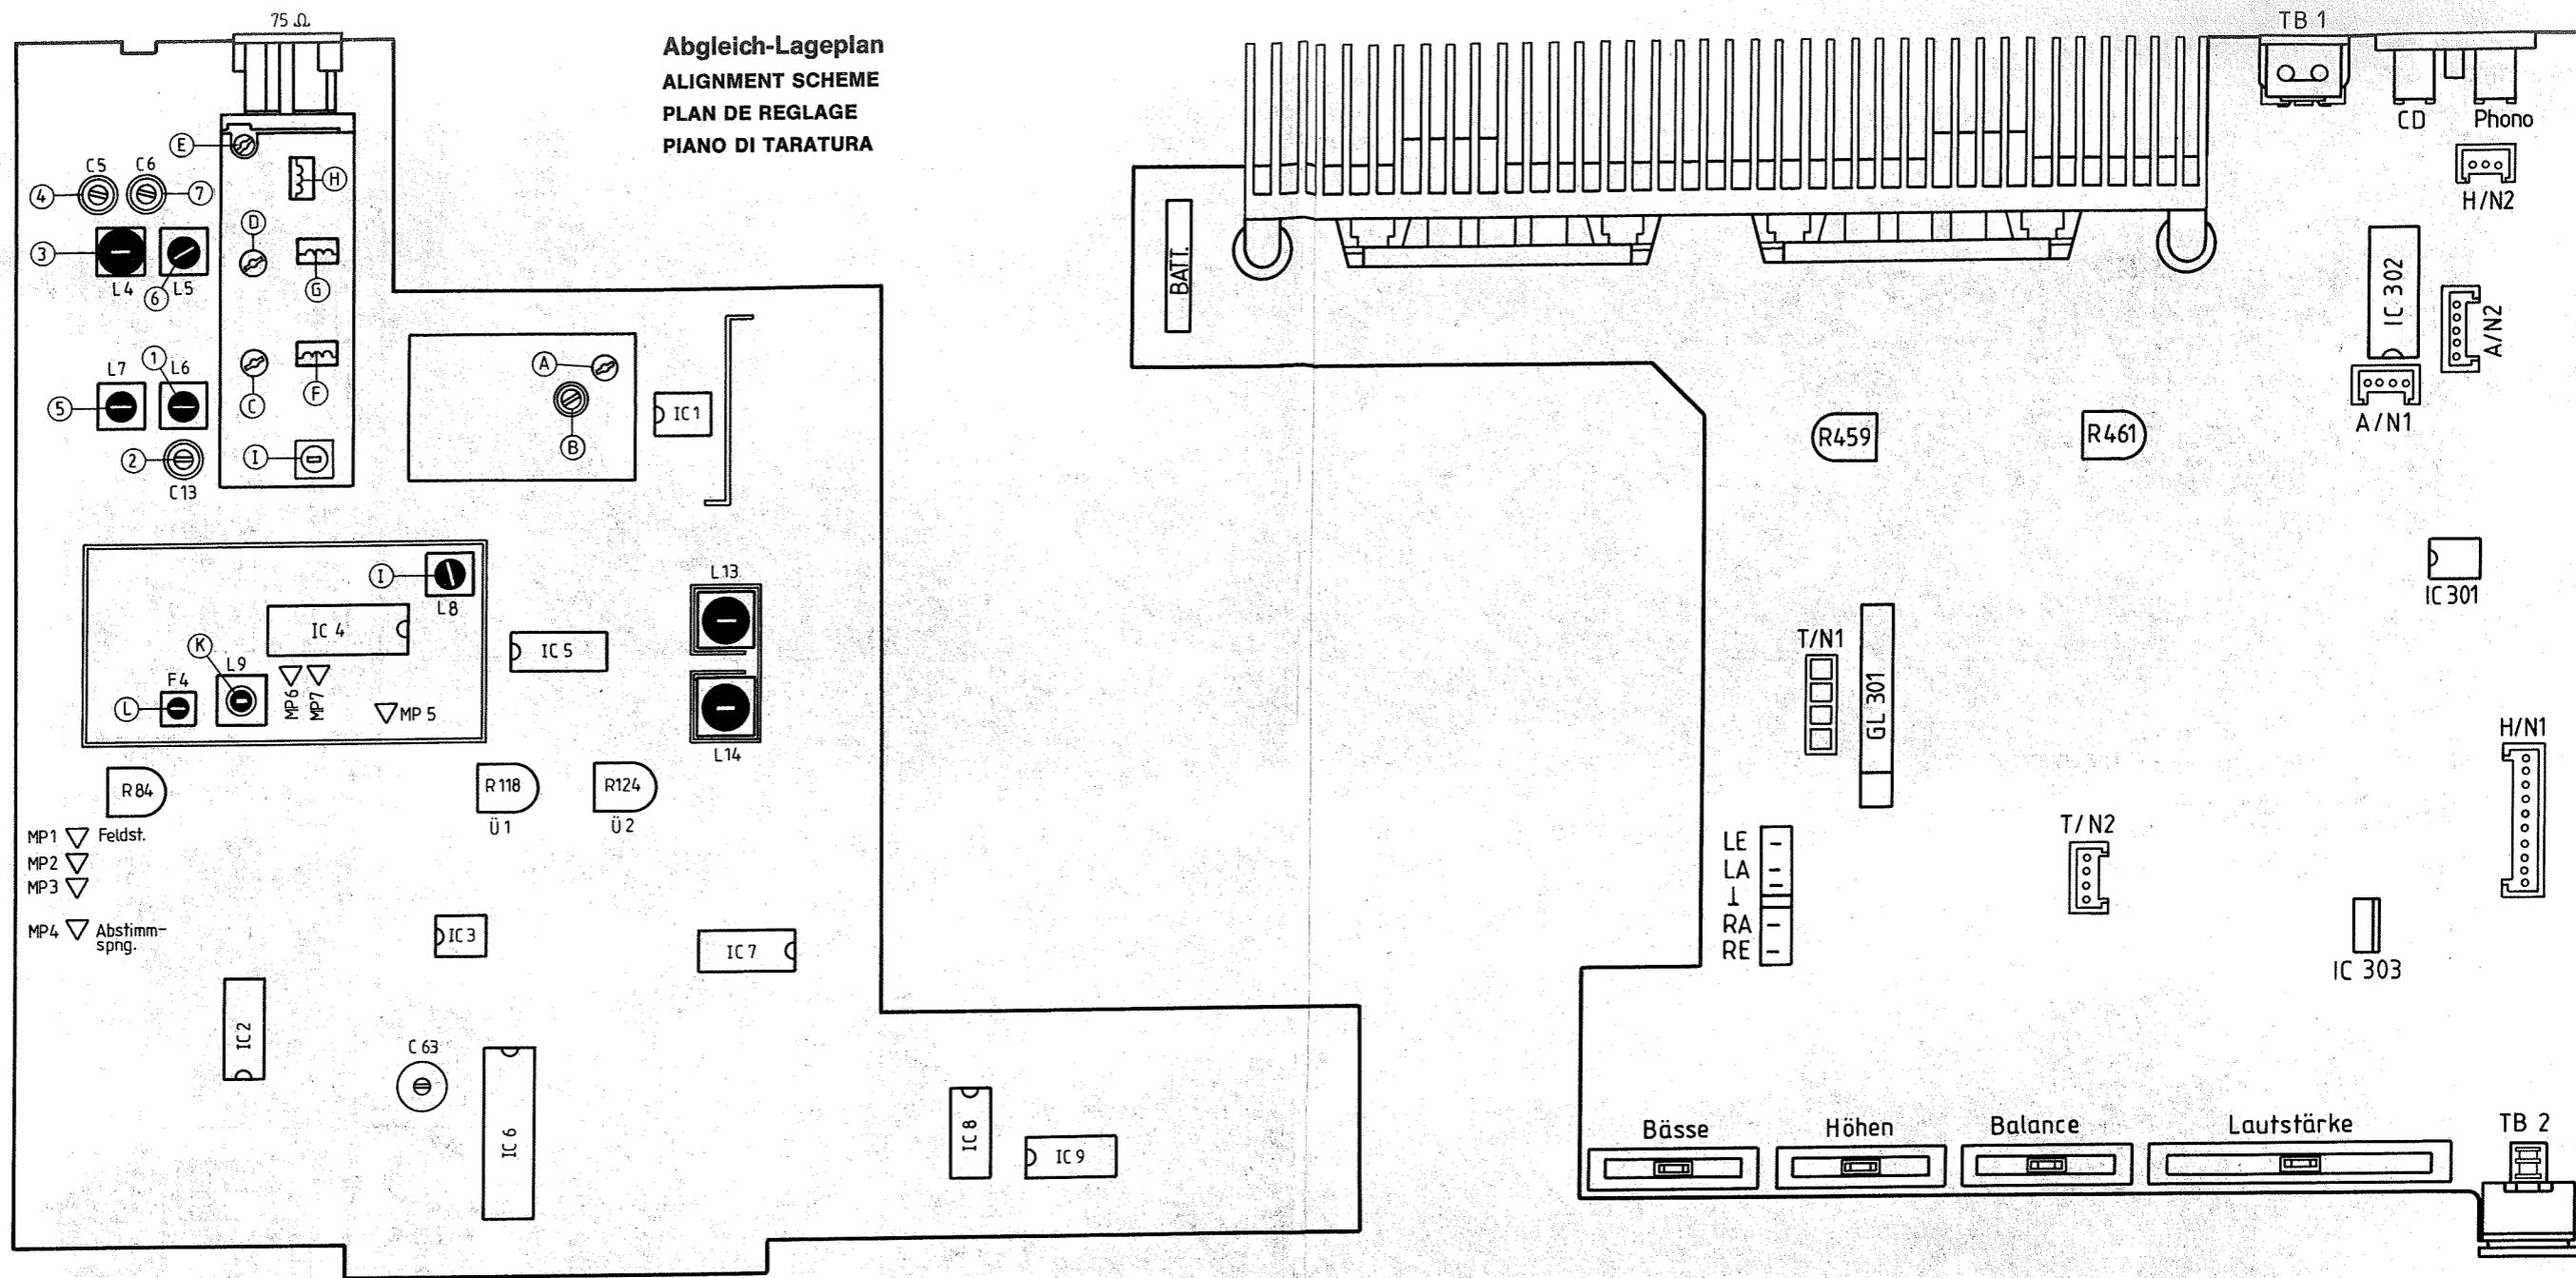 75 Ω
Abgleich-Lageplan
ALIGNMENT SCHEME
PLAN DE REGLAGE
PIANO DI TARATURA
TB 1
CD
Phono
H/N2
E
C5
C6
4
7
H
D
3
L4
6
L5
G
BATT.
IC 302
A/N2
A/N1
1
L7
L6
5
C
F
A
B
IC 1
R459
R461
2
C13
I
I
L8
L13
IC 301
IC 4
IC 5
K
L9
F4
L
MP6
MP7
MP 5
L14
T/N1
GL 301
H/N1
R 84
R 118
R124
Ü 1
Ü 2
MP1
Feldst.
MP2
MP3
MP4
Abstimm-
spng.
LE
LA
⊥
RA
RE
T/N2
IC 303
IC 3
IC 7
IC 2
C 63
IC 6
IC 8
IC 9
Bässe
Höhen
Balance
Lautstärke
TB 2